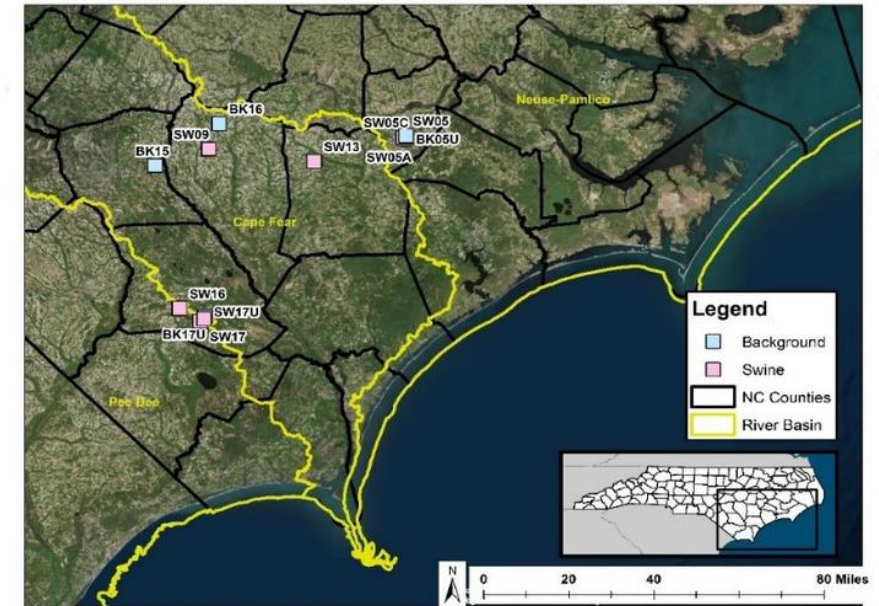 Neuse-Pamlico
BK16
SW05C SW05
SW09
BK05U
BK15
SW13
SW05A
Cape Fear
SW16
SW17U
BK17U SW17
Pee Dee
Legend
Background
Swine
NC Counties
River Basin
N
0 20 40 80 Miles